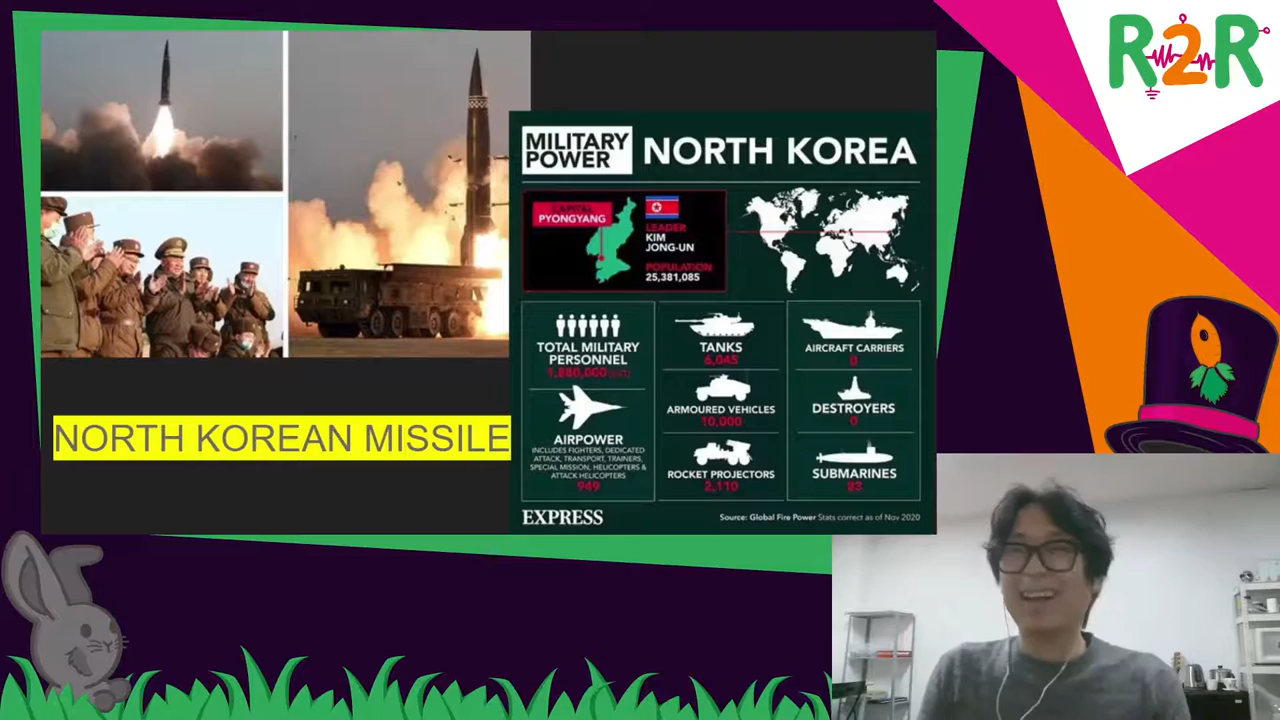 R2R
MILITARY
POWER
NORTH KOREA
CAPITAL
PYONGYANG
LEADER
KIM
JONG-UN
POPULATION
25,381,085
TOTAL MILITARY
PERSONNEL
1,880,000
AIRPOWER
INCLUDES FIGHTERS, DEDICATED
ATTACK, TRANSPORT, TRAINERS,
SPECIAL MISSION, HELICOPTERS &
ATTACK HELICOPTERS
949
TANKS
6,045
ARMOURED VEHICLES
10,000
ROCKET PROJECTORS
2,110
AIRCRAFT CARRIERS
0
DESTROYERS
0
SUBMARINES
83
EXPRESS
Source: Global Fire Power Stats correct as of Nov 2020
NORTH KOREAN MISSILE